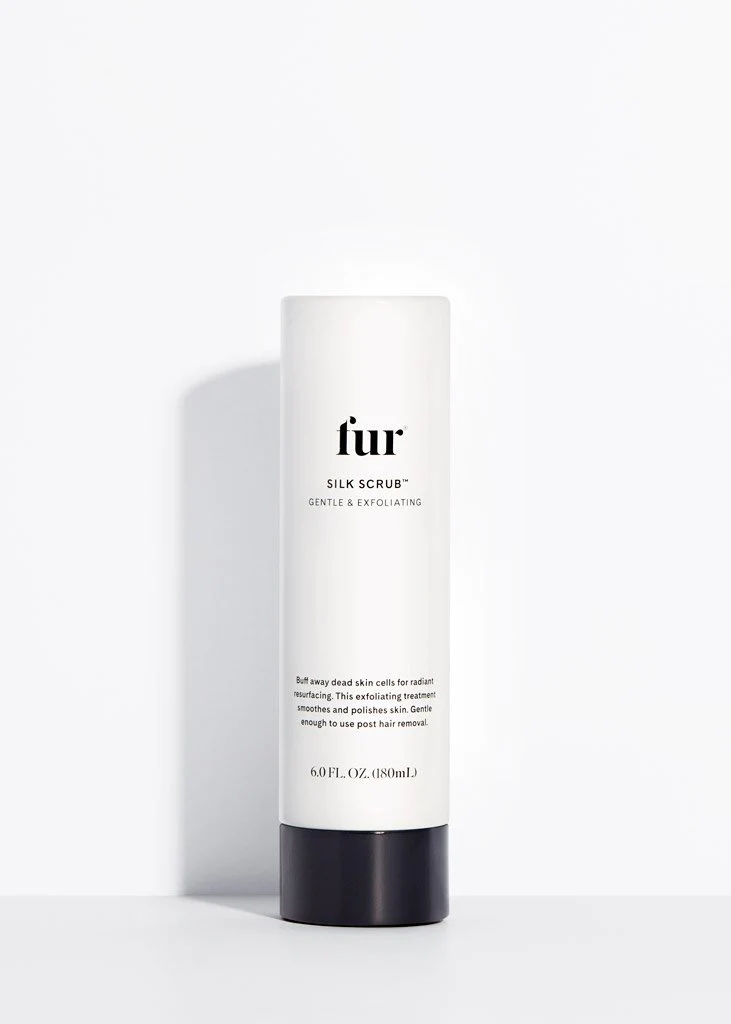 fur
SILK SCRUB™
GENTLE & EXFOLIATING
Buff away dead skin cells for radiant
resurfacing. This exfoliating treatment
smoothes and polishes skin. Gentle
enough to use post hair removal.
6.0 FL. OZ. (180mL)